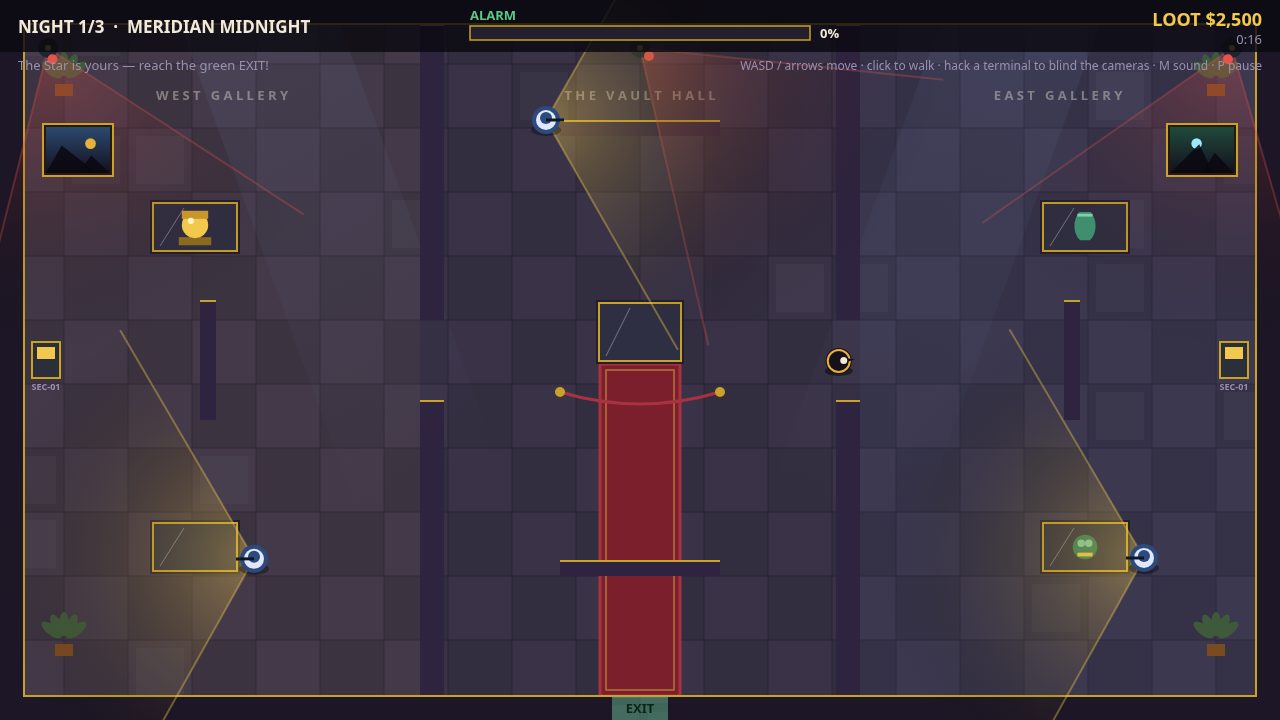 NIGHT 1/3 · MERIDIAN MIDNIGHT
ALARM
0%
LOOT $2,500
0:16
The Star is yours — reach the green EXIT!
WASD / arrows move · click to walk · hack a terminal to blind the cameras · M sound · P pause
WEST GALLERY
THE VAULT HALL
EAST GALLERY
SEC-01
SEC-01
EXIT